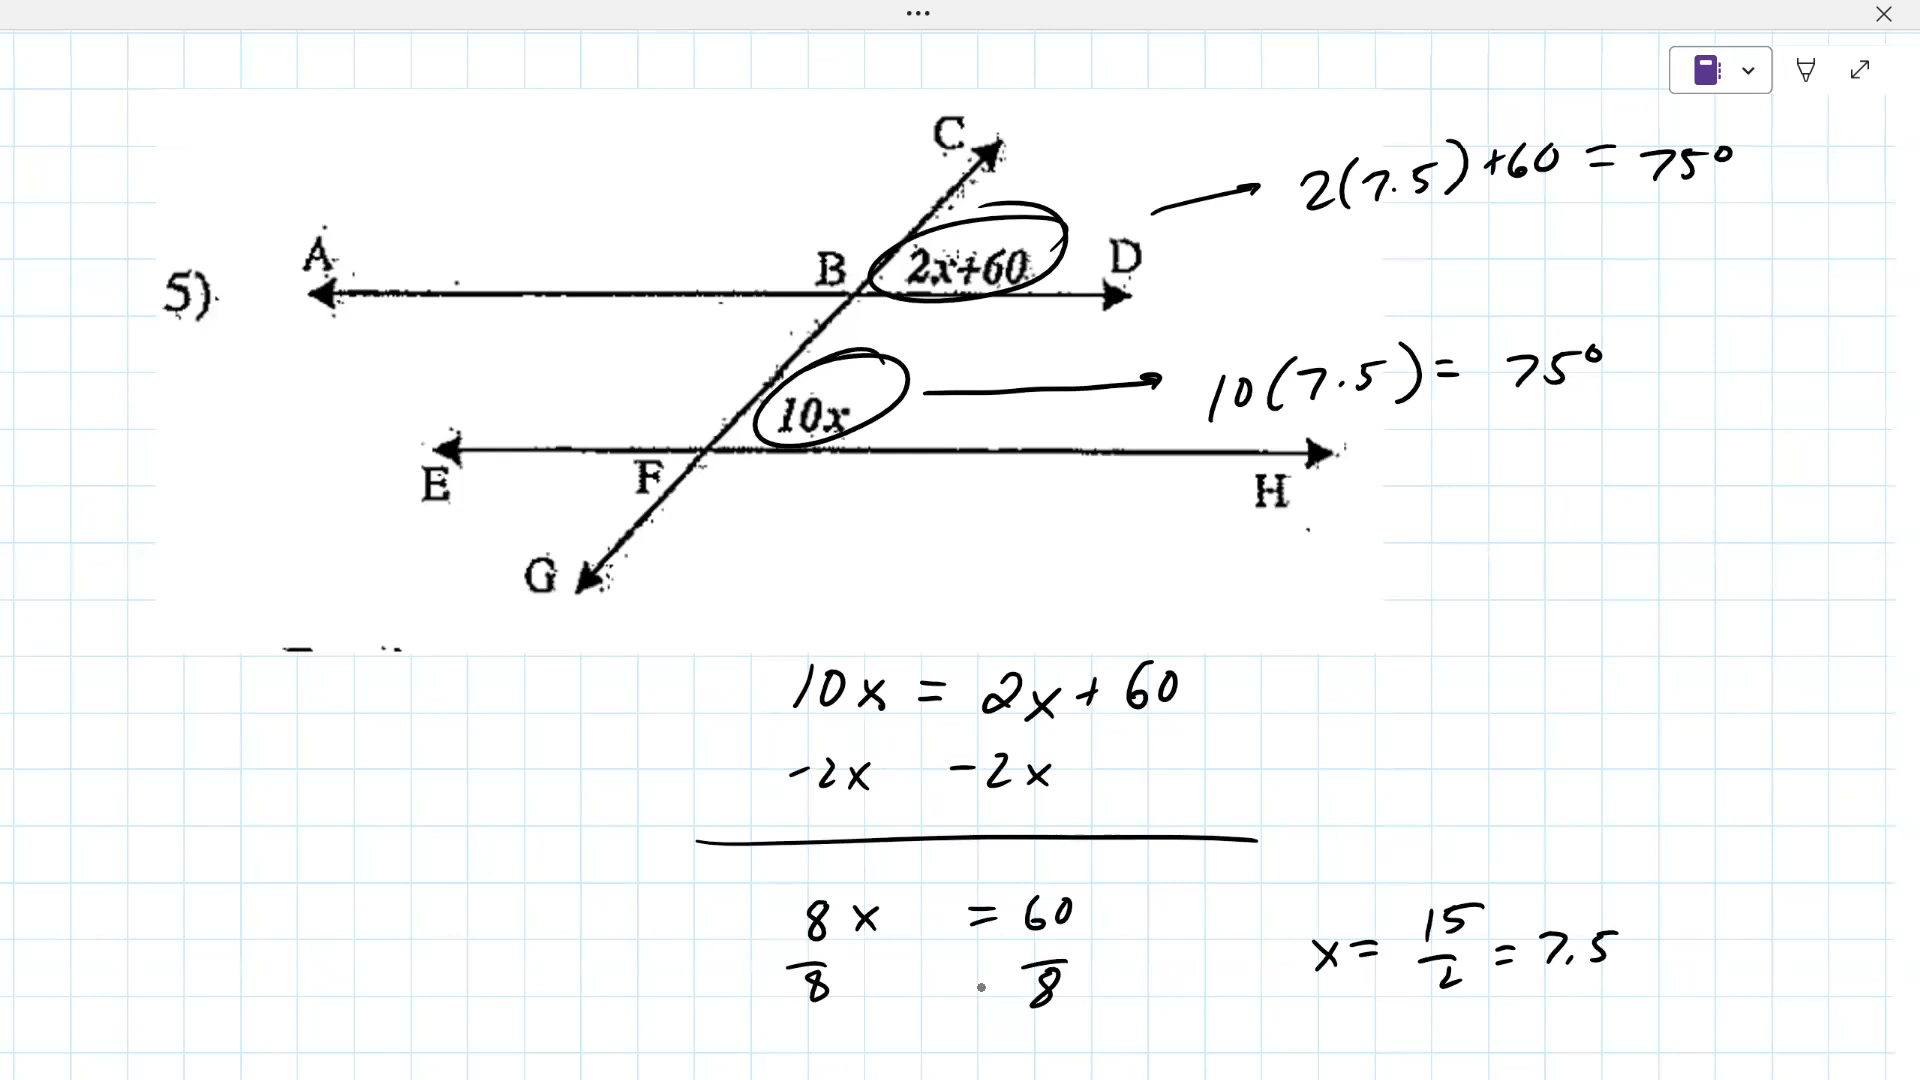 C
2(7.5)+60 = 75°
A
B
2x+60
D
5)
10(7.5) = 75°
10x
E
F
H
G
10x = 2x + 60
-2x -2x
8x = 60
8 8
x = 15/2 = 7.5